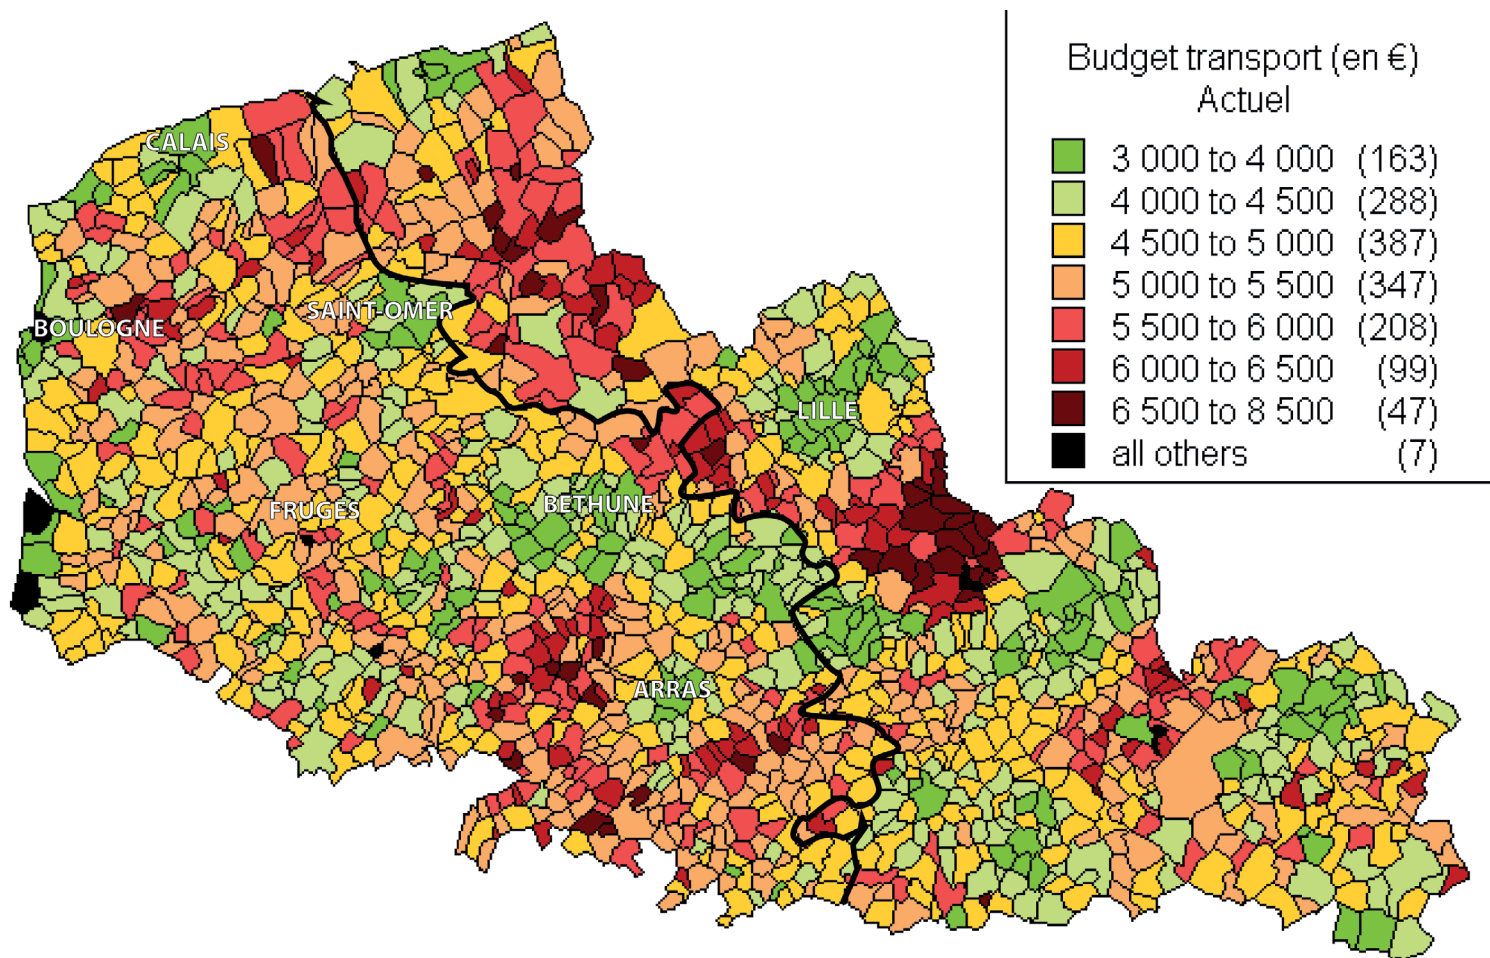 Budget transport (en €)
Actuel
3 000 to 4 000 (163)
4 000 to 4 500 (288)
4 500 to 5 000 (387)
5 000 to 5 500 (347)
5 500 to 6 000 (208)
6 000 to 6 500 (99)
6 500 to 8 500 (47)
all others (7)
CALAIS
SAINT-OMER
BOULOGNE
LILLE
BETHUNE
FRUGES
ARRAS